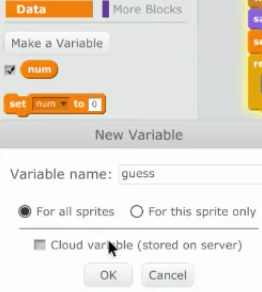 Data
More Blocks
Make a Variable
num
set num to 0
New Variable
Variable name: guess
For all sprites For this sprite only
Cloud variable (stored on server)
OK Cancel